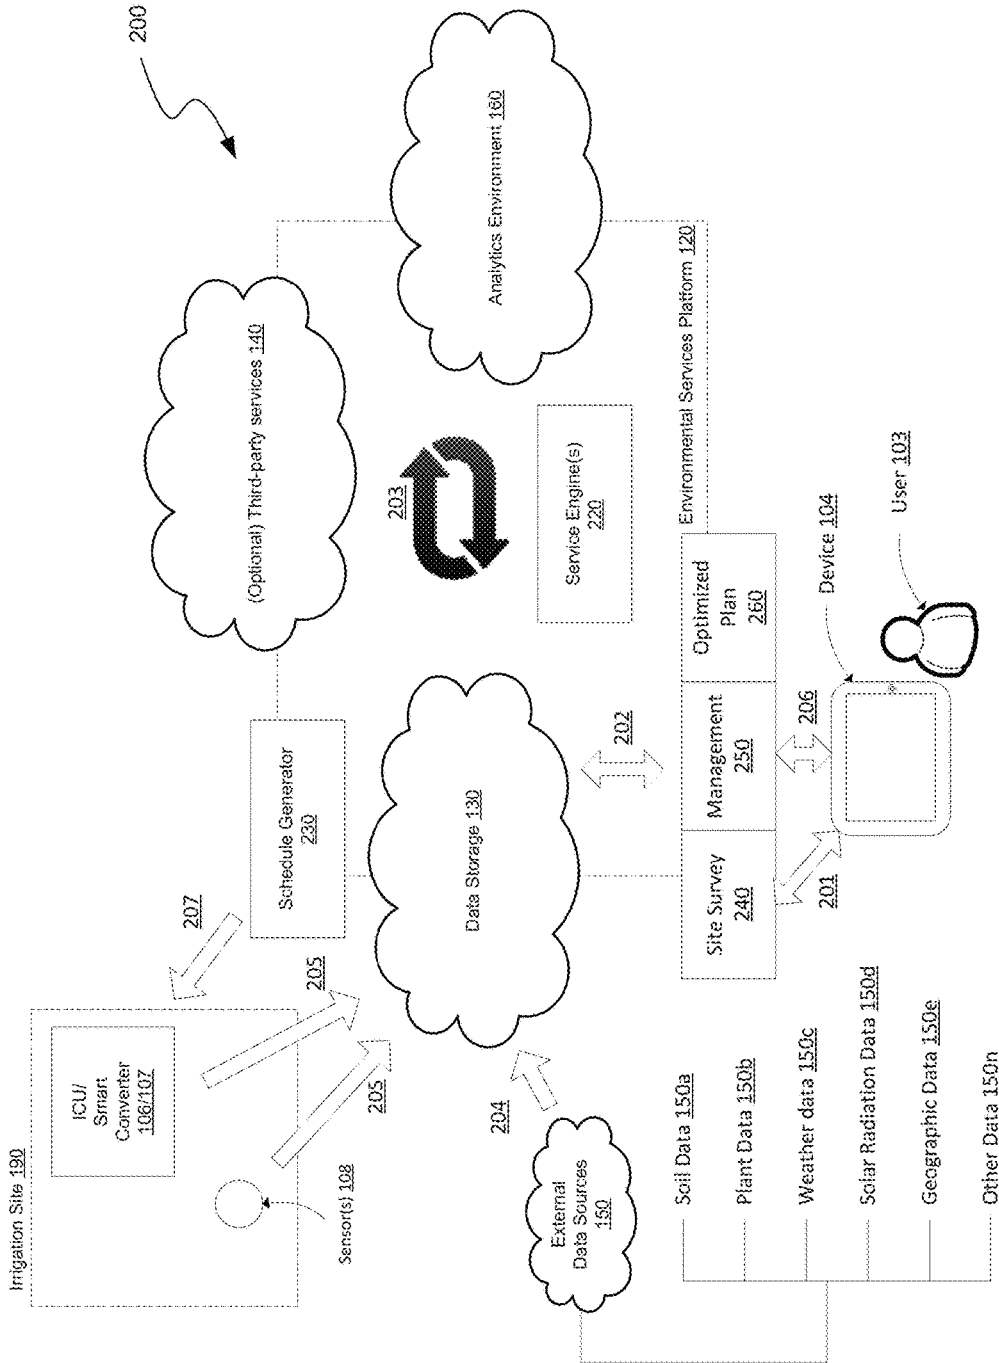 Irrigation Site 190
ICU/
Smart
Converter
106/107
200
207
(Optional) Third-party services 140
Schedule Generator
230
205
Sensor(s) 108
205
203
Data Storage 130
Analytics Environment 160
204
External
Data Sources
150
Service Engine(s)
220
202
Environmental Services Platform 120
Soil Data 150a
Plant Data 150b
Weather data 150c
Solar Radiation Data 150d
Geographic Data 150e
Other Data 150n
Site Survey
240
Management
250
Optimized
Plan
260
201
206
Device 104
User 103